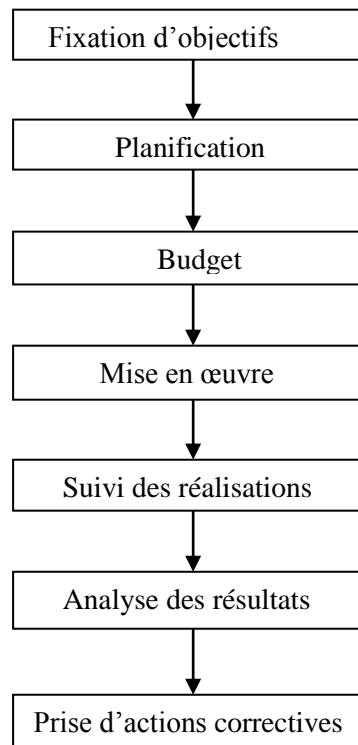 Fixation d’objectifs
Planification
Budget
Mise en œuvre
Suivi des réalisations
Analyse des résultats
Prise d’actions correctives